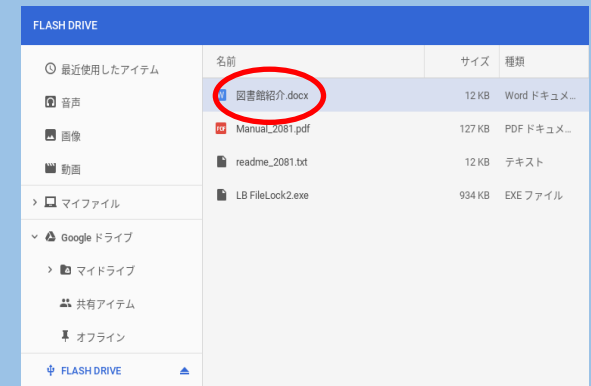 FLASH DRIVE
最近使用したアイテム
音声
画像
動画
マイファイル
Google ドライブ
マイドライブ
共有アイテム
オフライン
FLASH DRIVE
名前 サイズ 種類
図書館紹介.docx 12 KB Word ドキュメ...
Manual_2081.pdf 127 KB PDF ドキュメ...
readme_2081.txt 12 KB テキスト
LB FileLock2.exe 934 KB EXE ファイル